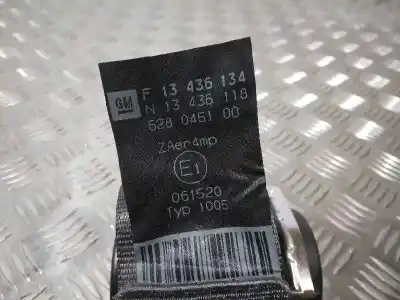 F 13 436 134
GM N 13 436 118
628 0451 00
ZAer4mp
E1
061520
Typ 1005